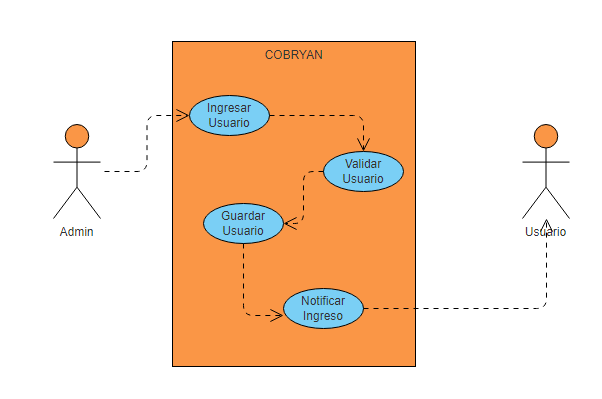 COBRYAN
Ingresar
Usuario
Validar
Usuario
Guardar
Usuario
Notificar
Ingreso
Admin
Usuario